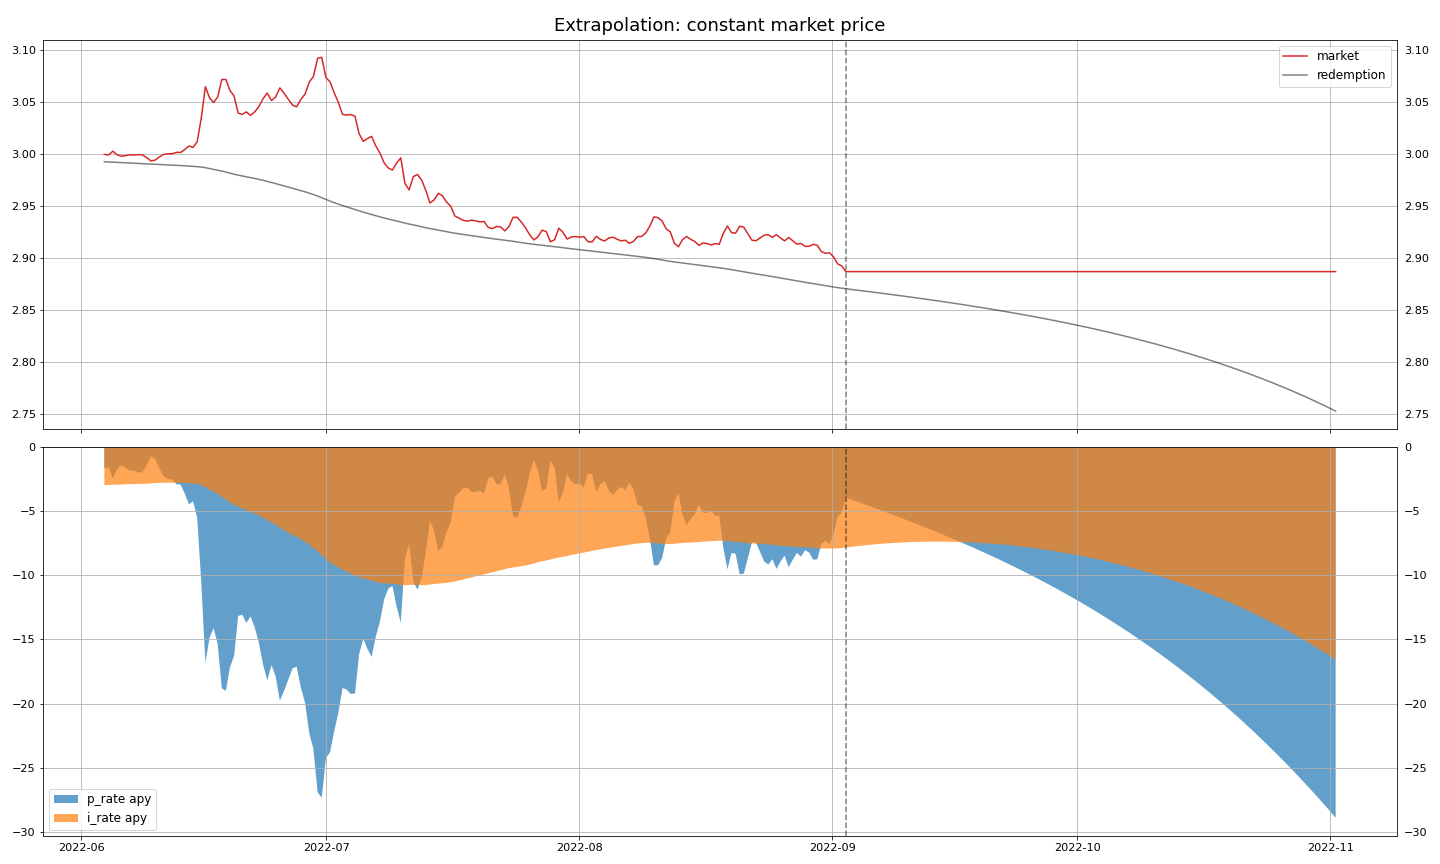 Extrapolation: constant market price
3.10 3.10
market
redemption
3.05 3.05
3.00 3.00
2.95 2.95
2.90 2.90
2.85 2.85
2.80 2.80
2.75 2.75
0 0
−5 −5
−10 −10
−15 −15
−20 −20
−25 −25
p_rate apy
i_rate apy
−30 −30
2022-06 2022-07 2022-08 2022-09 2022-10 2022-11